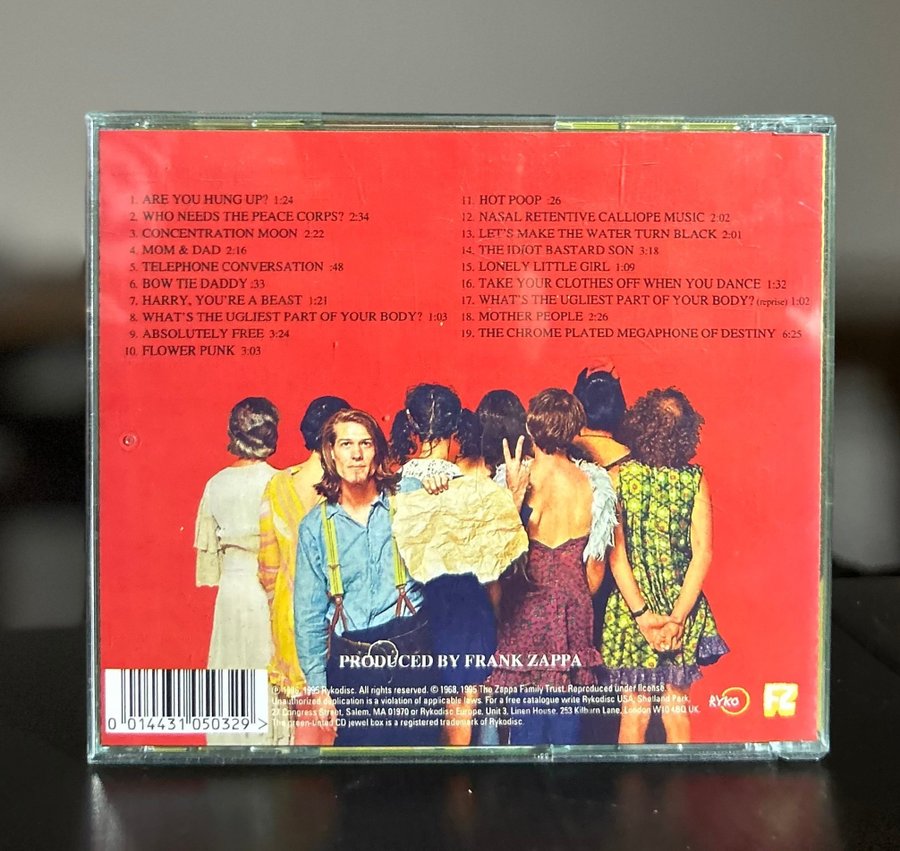 1. ARE YOU HUNG UP? 1:24
2. WHO NEEDS THE PEACE CORPS? 2:34
3. CONCENTRATION MOON 2:22
4. MOM & DAD 2:16
5. TELEPHONE CONVERSATION :48
6. BOW TIE DADDY :33
7. HARRY, YOU'RE A BEAST 1:21
8. WHAT'S THE UGLIEST PART OF YOUR BODY? 1:03
9. ABSOLUTELY FREE 3:24
10. FLOWER PUNK 3:03
11. HOT POOP :26
12. NASAL RETENTIVE CALLIOPE MUSIC 2:02
13. LET'S MAKE THE WATER TURN BLACK 2:01
14. THE IDIOT BASTARD SON 3:18
15. LONELY LITTLE GIRL 1:09
16. TAKE YOUR CLOTHES OFF WHEN YOU DANCE 1:32
17. WHAT'S THE UGLIEST PART OF YOUR BODY? (reprise) 1:02
18. MOTHER PEOPLE 2:26
19. THE CHROME PLATED MEGAPHONE OF DESTINY 6:25
PRODUCED BY FRANK ZAPPA
1995 Rykodisc. All rights reserved. © 1968, 1995 The Zappa Family Trust. Reproduced under license.
Unauthorized duplication is a violation of applicable laws. For a free catalogue write Rykodisc USA, Shetland Park,
27 Congress Street, Salem, MA 01970 or Rykodisc Europe, Unit 3, Linen House, 253 Kilburn Lane, London W10 4BQ UK.
The green-tinted CD jewel box is a registered trademark of Rykodisc.
0 014431 050329 >
RYKO
FZ